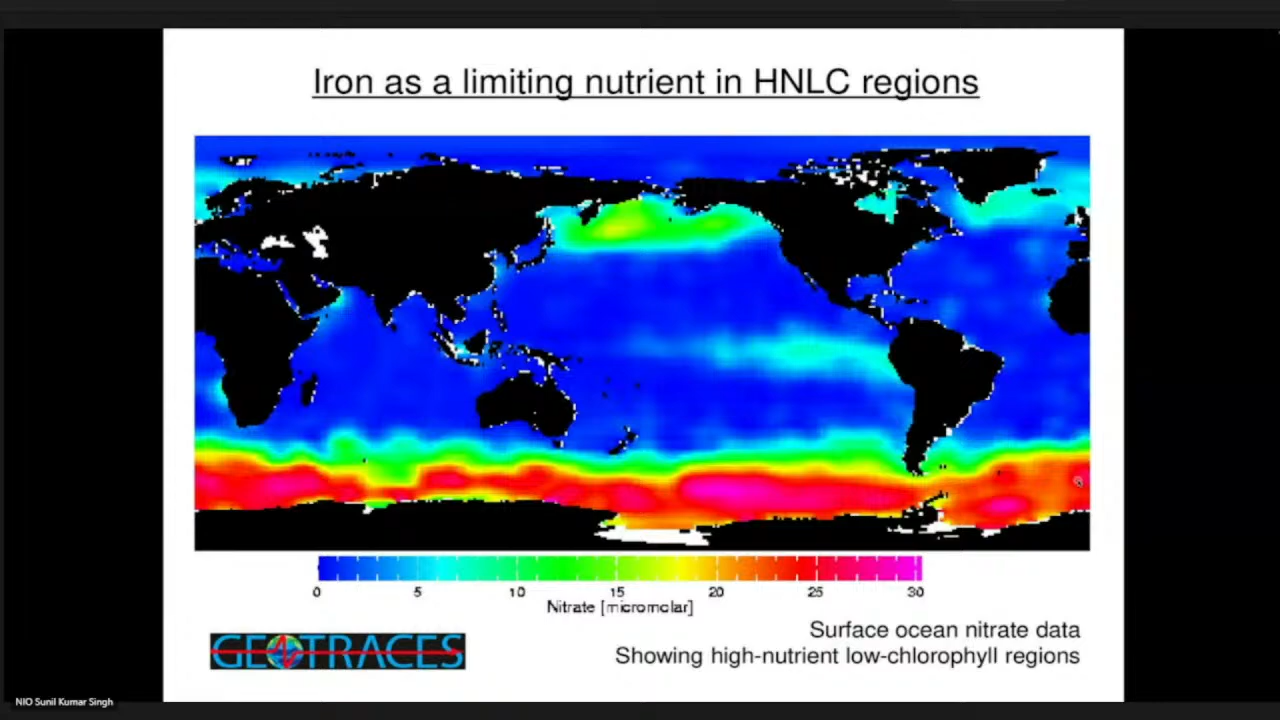 Iron as a limiting nutrient in HNLC regions
0 5 10 15 20 25 30
Nitrate [micromolar]
Surface ocean nitrate data
Showing high-nutrient low-chlorophyll regions
GEOTRACES
NIO Sunil Kumar Singh